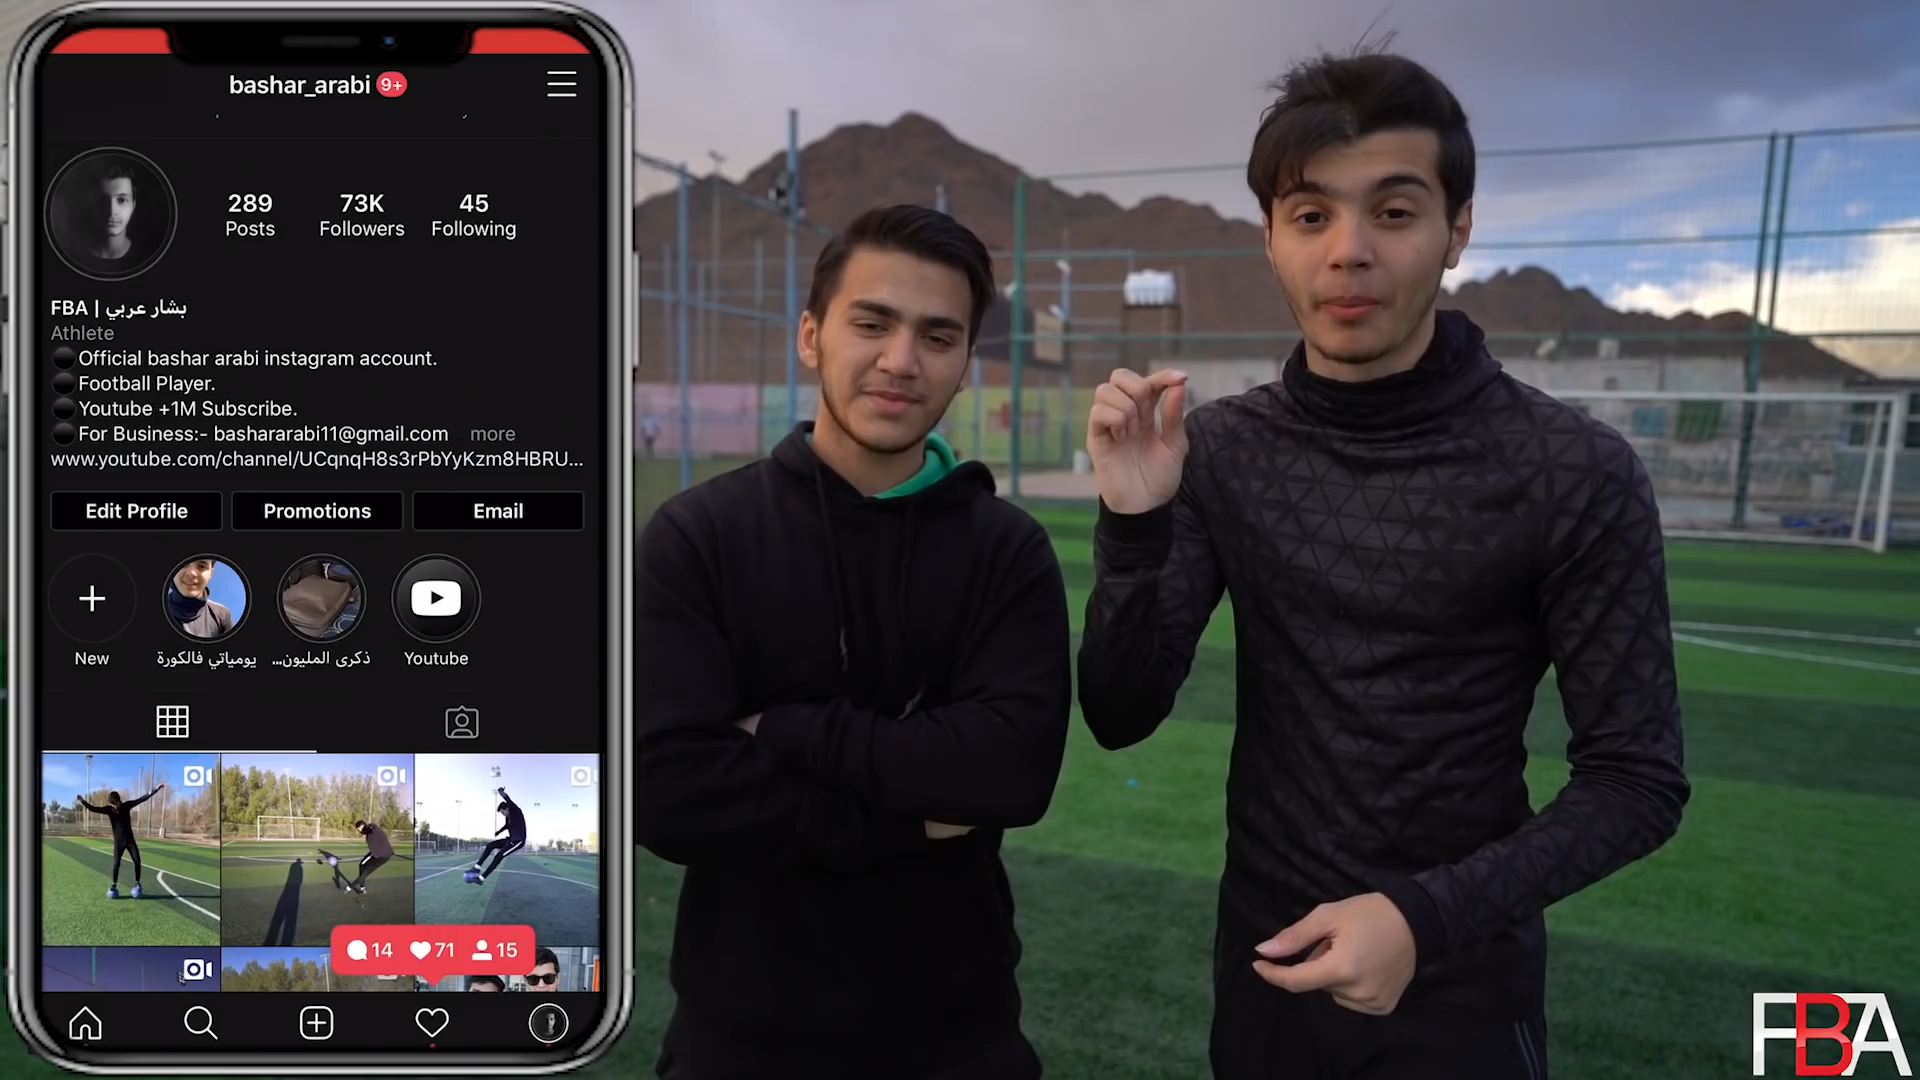 bashar_arabi 9+
289 73K 45
Posts Followers Following
FBA | بشار عربي
Athlete
Official bashar arabi instagram account.
Football Player.
Youtube +1M Subscribe.
For Business:- bashararabi11@gmail.com more
www.youtube.com/channel/UCqnqH8s3rPbYyKzm8HBRU...
Edit Profile Promotions Email
New يومياتي فالكورة ذكرى المليون... Youtube
14 71 15
FBA